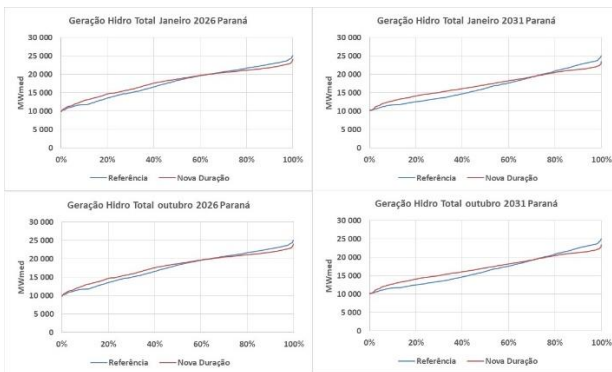 Geração Hidro Total Janeiro 2026 Paraná
MWmed
30 000
25 000
20 000
15 000
10 000
5 000
0
0% 20% 40% 60% 80% 100%
Referência Nova Duração
Geração Hidro Total Janeiro 2031 Paraná
MWmed
30 000
25 000
20 000
15 000
10 000
5 000
0
0% 20% 40% 60% 80% 100%
Referência Nova Duração
Geração Hidro Total outubro 2026 Paraná
MWmed
30 000
25 000
20 000
15 000
10 000
5 000
0
0% 20% 40% 60% 80% 100%
Referência Nova Duração
Geração Hidro Total outubro 2031 Paraná
MWmed
30 000
25 000
20 000
15 000
10 000
5 000
0
0% 20% 40% 60% 80% 100%
Referência Nova Duração